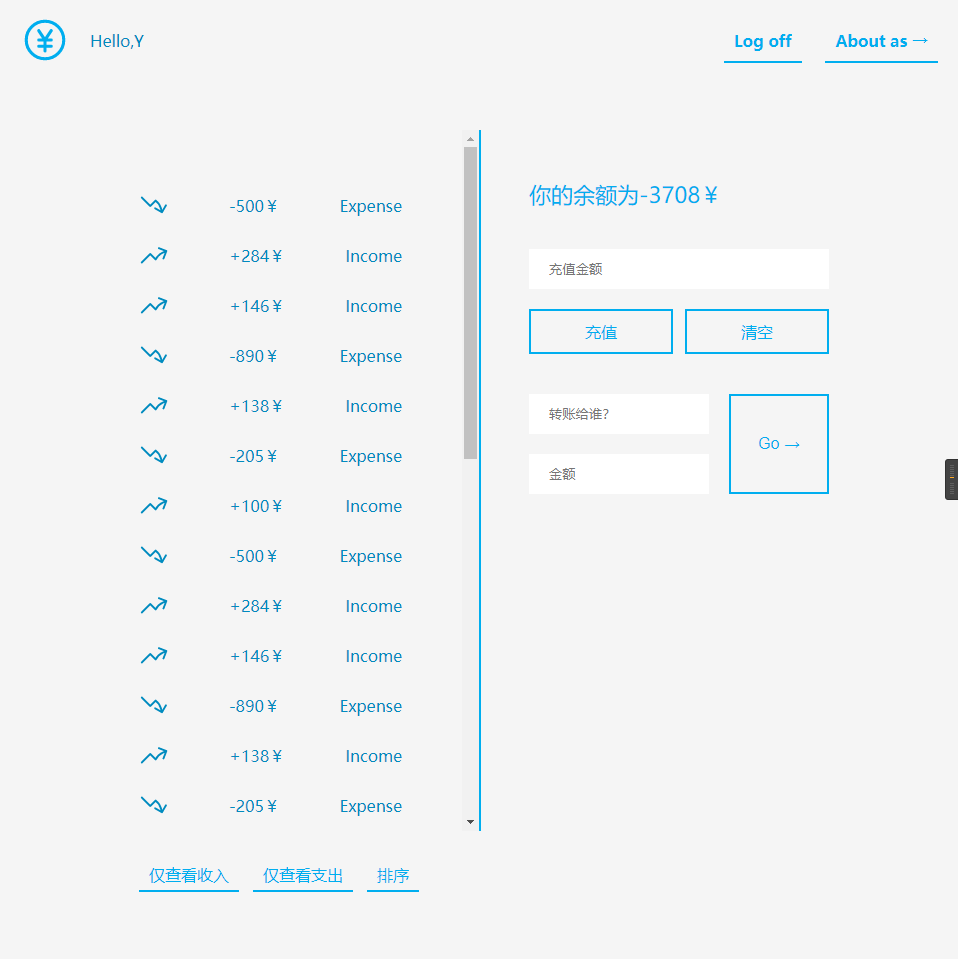 ¥ Hello,Y Log off About as →
-500¥ Expense
+284¥ Income
+146¥ Income
-890¥ Expense
+138¥ Income
-205¥ Expense
+100¥ Income
-500¥ Expense
+284¥ Income
+146¥ Income
-890¥ Expense
+138¥ Income
-205¥ Expense
仅查看收入 仅查看支出 排序
你的余额为-3708¥
充值金额
充值 清空
转账给谁?
金额
Go →